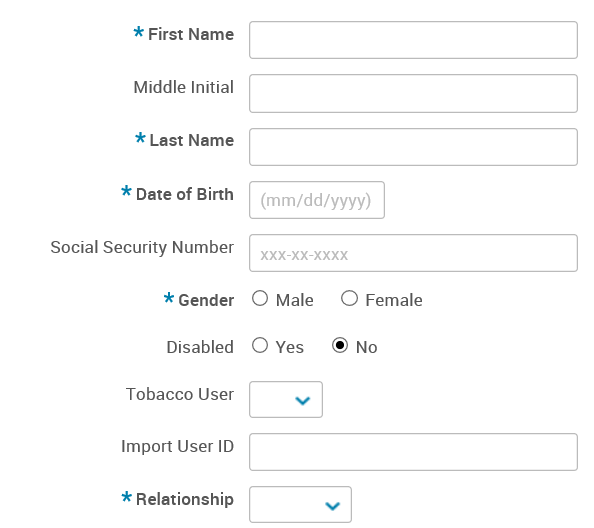 * First Name
Middle Initial
* Last Name
* Date of Birth (mm/dd/yyyy)
Social Security Number xxx-xx-xxxx
* Gender Male Female
Disabled Yes No
Tobacco User
Import User ID
* Relationship